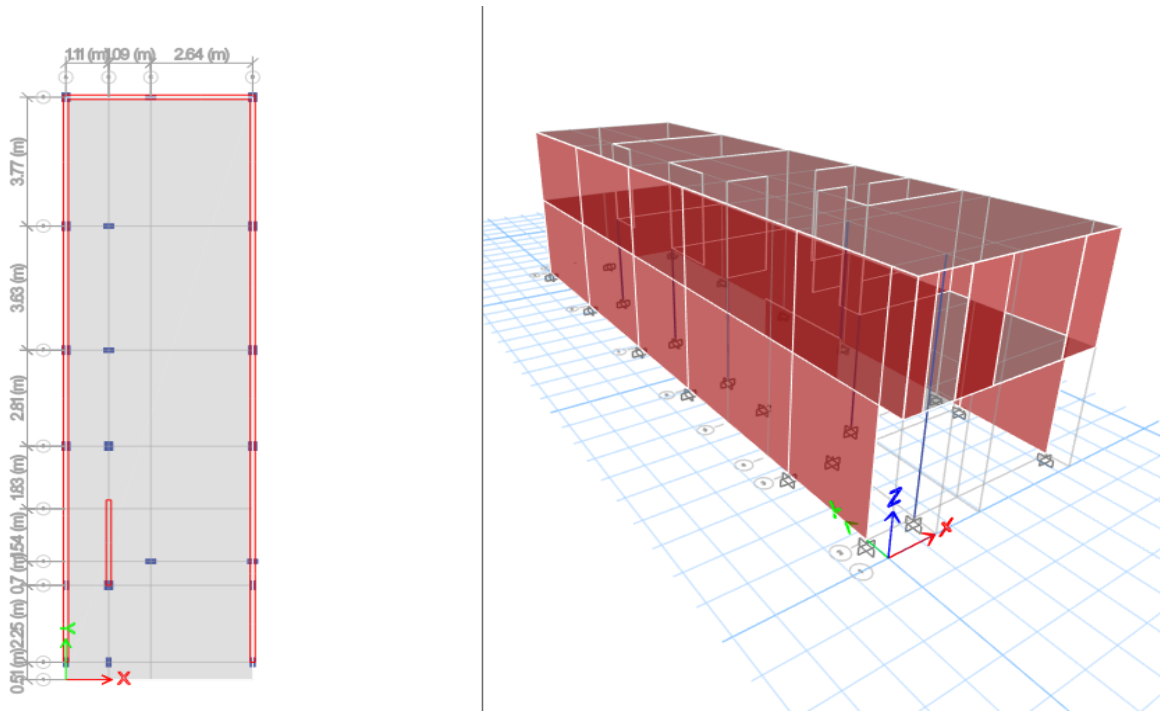 1.11 (m)
1.09 (m)
2.64 (m)
3.77 (m)
3.63 (m)
2.81 (m)
1.83 (m)
1.54 (m)
0.7 (m)
2.25 (m)
0.51 (m)
Y
X
Z
Y
X